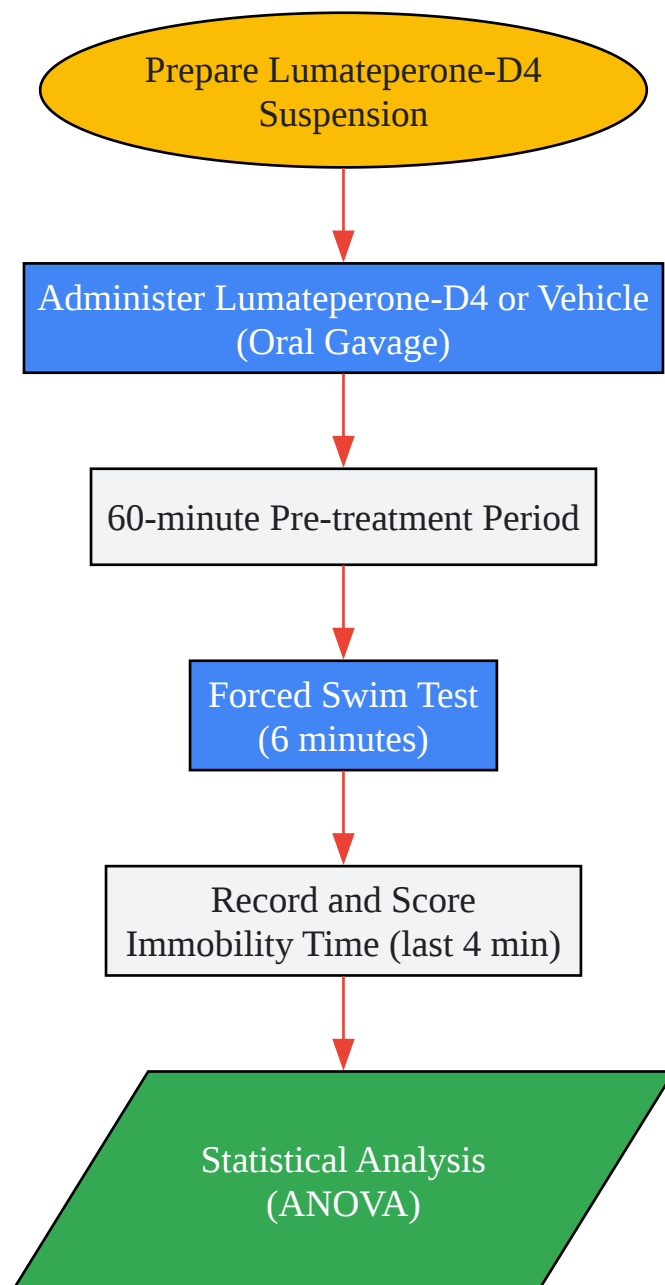 Prepare Lumateperone-D4
Suspension
Administer Lumateperone-D4 or Vehicle
(Oral Gavage)
60-minute Pre-treatment Period
Forced Swim Test
(6 minutes)
Record and Score
Immobility Time (last 4 min)
Statistical Analysis
(ANOVA)